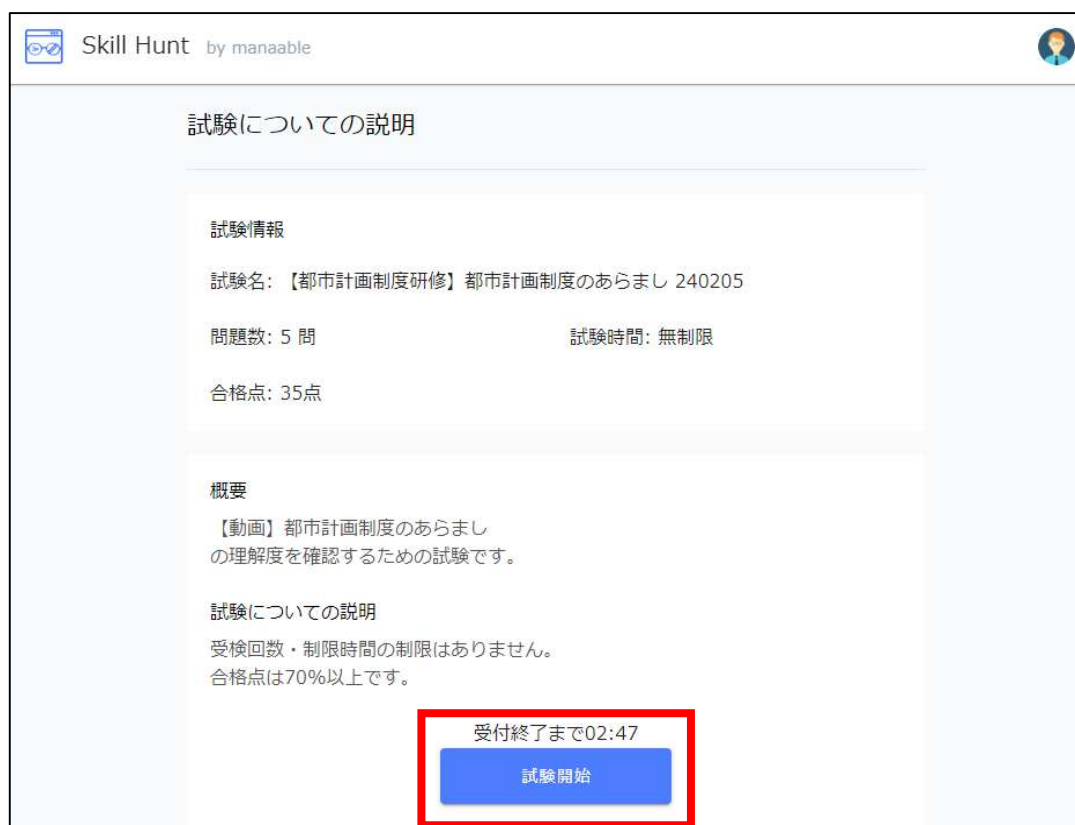 Skill Hunt by manaable
試験についての説明
試験情報
試験名: 【都市計画制度研修】都市計画制度のあらまし 240205
問題数: 5 問 試験時間: 無制限
合格点: 35点
概要
【動画】都市計画制度のあらまし
の理解度を確認するための試験です。
試験についての説明
受検回数・制限時間の制限はありません。
合格点は70%以上です。
受付終了まで02:47
試験開始